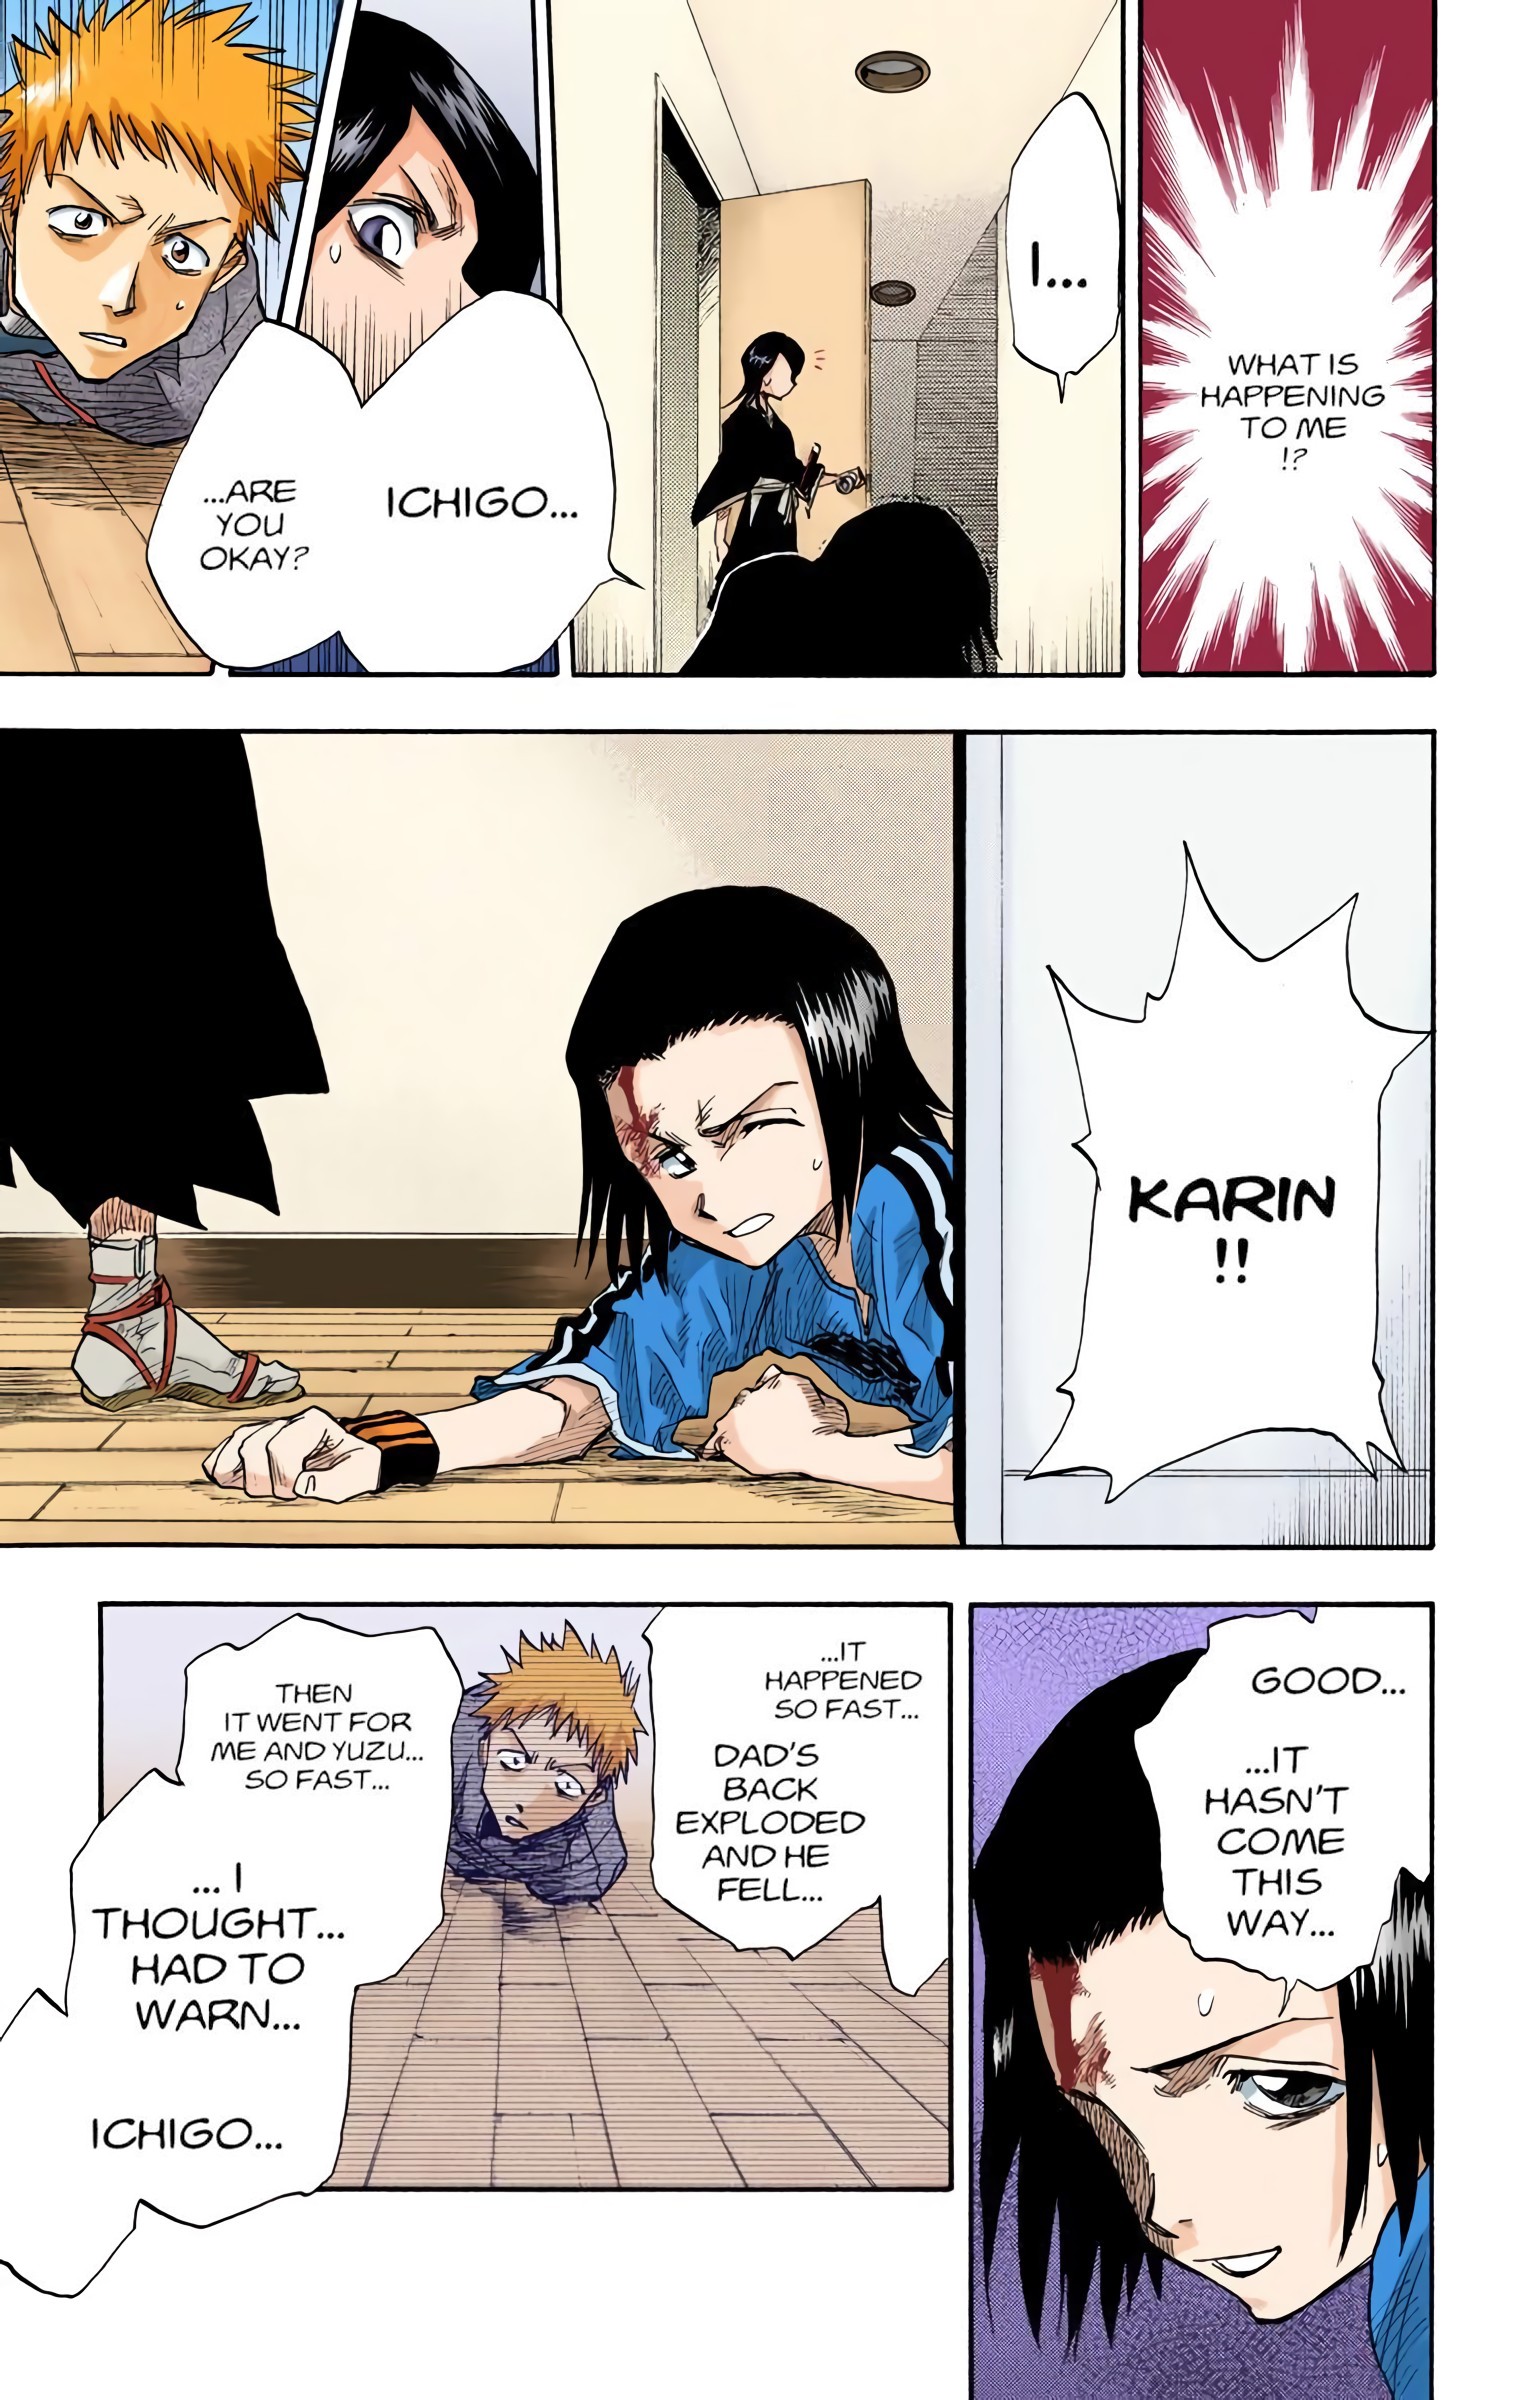 WHAT IS
HAPPENING
TO ME
!?
I...
ICHIGO...
...ARE
YOU
OKAY?
KARIN
!!
GOOD...
...IT
HASN'T
COME
THIS
WAY...
...IT
HAPPENED
SO FAST...
DAD'S
BACK
EXPLODED
AND HE
FELL...
THEN
IT WENT FOR
ME AND YUZU...
SO FAST...
... I
THOUGHT...
HAD TO
WARN...
ICHIGO...